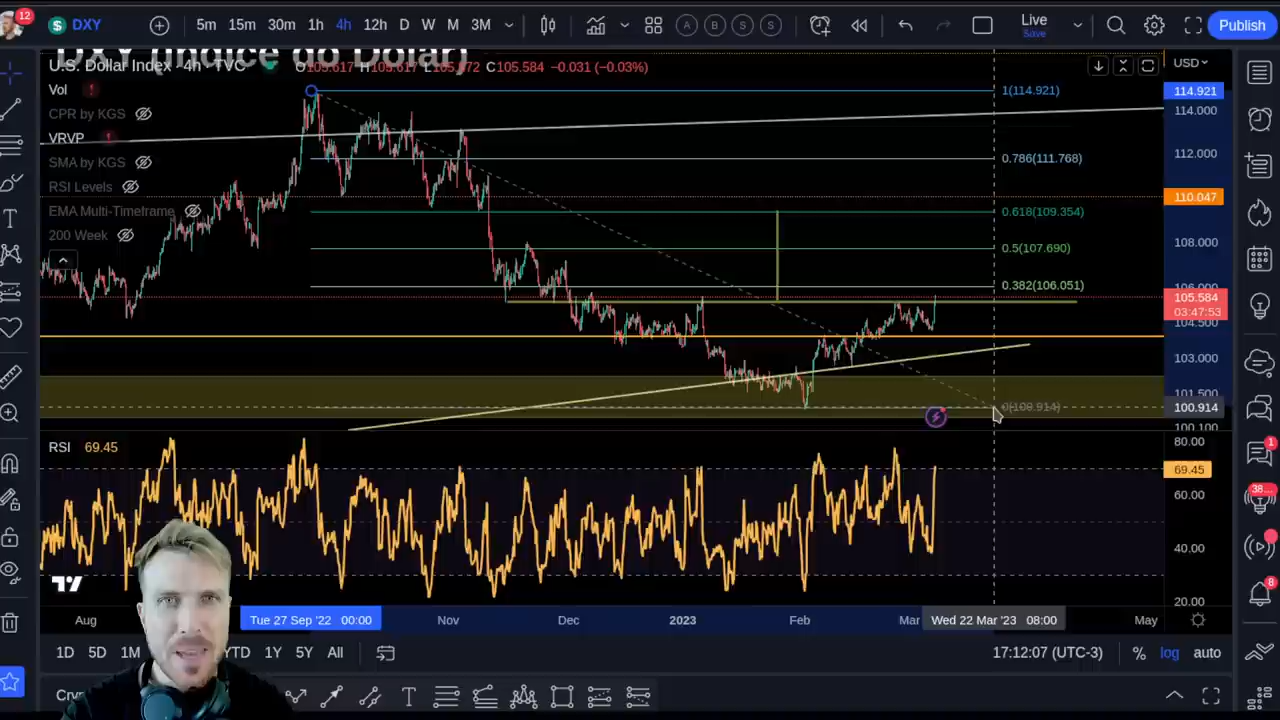 12
DXY
5m 15m 30m 1h 4h 12h D W M 3M
A B S S
Live
Save
Publish
DXY (Índice do Dólar)
U.S. Dollar Index · 4h · TVC O105.617 H105.617 L105.572 C105.584 −0.031 (−0.03%)
USD
Vol !
CPR by KGS
VRVP !
SMA by KGS
RSI Levels
EMA Multi-Timeframe
200 Week
1(114.921)
0.786(111.768)
0.618(109.354)
0.5(107.690)
0.382(106.051)
0(100.914)
114.921
114.000
112.000
110.047
108.000
106.000
105.584
03:47:53
104.500
103.000
101.500
100.914
100.100
RSI 69.45
80.00
69.45
60.00
40.00
20.00
1
38...
8
Aug
Tue 27 Sep '22 00:00
Nov
Dec
2023
Feb
Mar
Wed 22 Mar '23 08:00
May
1D 5D 1M YTD 1Y 5Y All
17:12:07 (UTC-3) % log auto
T